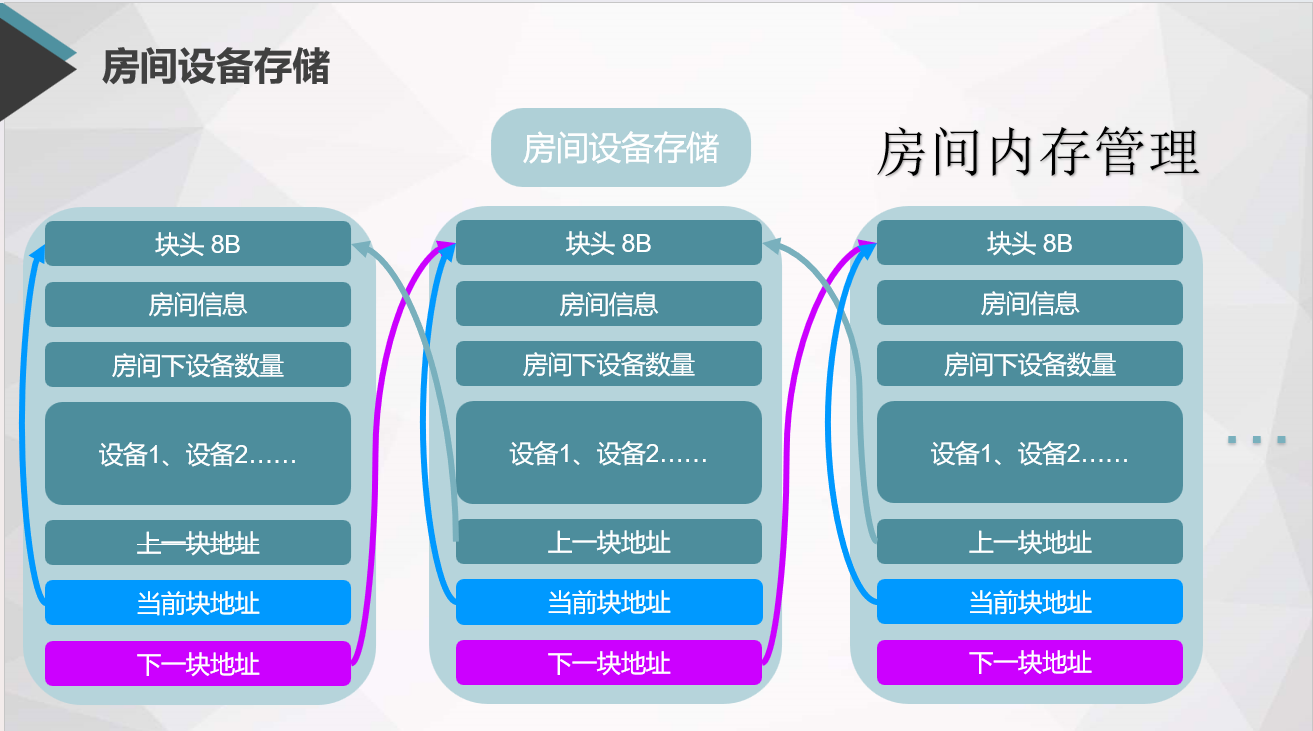 房间设备存储
房间设备存储
房间内存管理
块头 8B
房间信息
房间下设备数量
设备1、设备2……
上一块地址
当前块地址
下一块地址
块头 8B
房间信息
房间下设备数量
设备1、设备2……
上一块地址
当前块地址
下一块地址
块头 8B
房间信息
房间下设备数量
设备1、设备2……
上一块地址
当前块地址
下一块地址
...